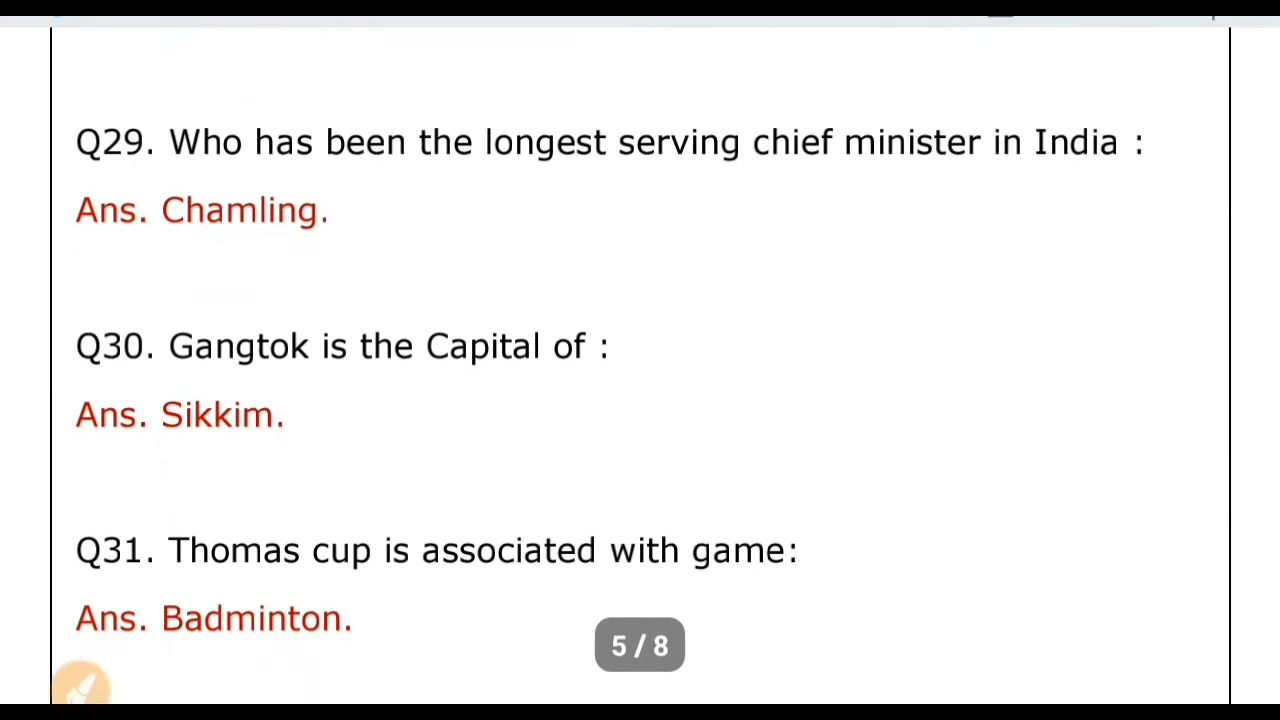 Q29. Who has been the longest serving chief minister in India :
Ans. Chamling.
Q30. Gangtok is the Capital of :
Ans. Sikkim.
Q31. Thomas cup is associated with game:
Ans. Badminton.
5 / 8